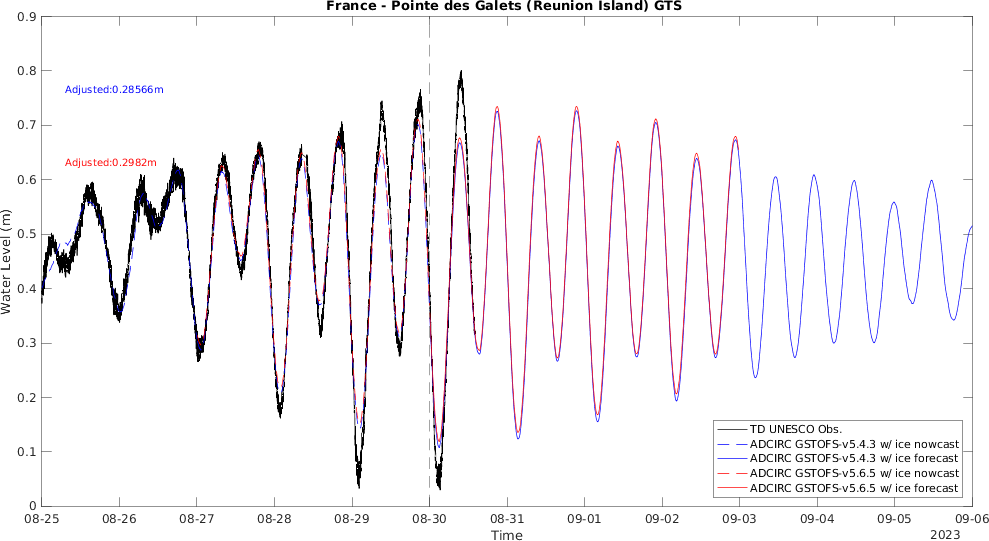 France - Pointe des Galets (Reunion Island) GTS
0.9
0.8
0.7
0.6
0.5
0.4
0.3
0.2
0.1
0
Water Level (m)
Adjusted:0.28566m
Adjusted:0.2982m
TD UNESCO Obs.
ADCIRC GSTOFS-v5.4.3 w/ ice nowcast
ADCIRC GSTOFS-v5.4.3 w/ ice forecast
ADCIRC GSTOFS-v5.6.5 w/ ice nowcast
ADCIRC GSTOFS-v5.6.5 w/ ice forecast
08-25 08-26 08-27 08-28 08-29 08-30 08-31 09-01 09-02 09-03 09-04 09-05 09-06
Time
2023